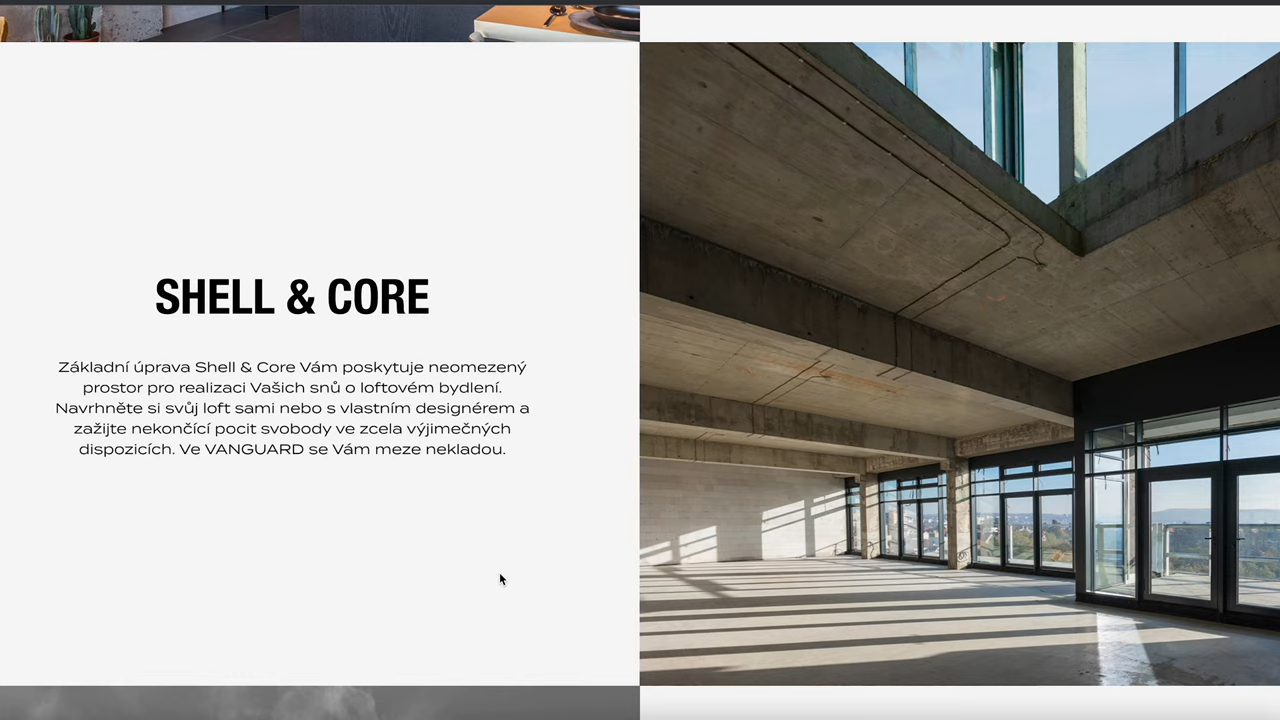 SHELL & CORE
Základní úprava Shell & Core Vám poskytuje neomezený
prostor pro realizaci Vašich snů o loftovém bydlení.
Navrhněte si svůj loft sami nebo s vlastním designérem a
zažijte nekončící pocit svobody ve zcela výjimečných
dispozicích. Ve VANGUARD se Vám meze nekladou.